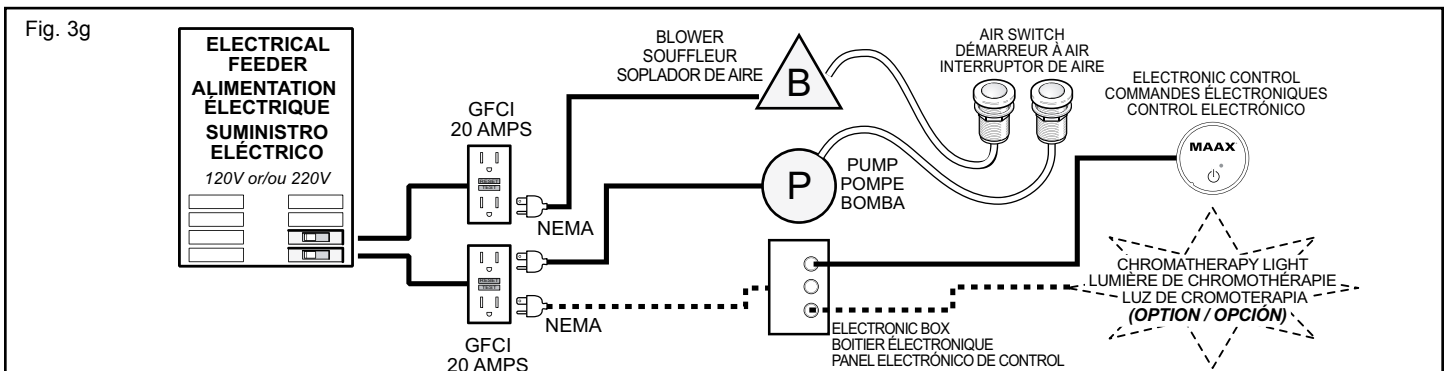 Fig. 3g
ELECTRICAL
FEEDER
ALIMENTATION
ÉLECTRIQUE
SUMINISTRO
ELÉCTRICO
120V or/ou 220V
GFCI
20 AMPS
NEMA
NEMA
GFCI
20 AMPS
BLOWER
SOUFFLEUR
SOPLADOR DE AIRE
B
P
PUMP
POMPE
BOMBA
AIR SWITCH
DÉMARREUR À AIR
INTERRUPTOR DE AIRE
ELECTRONIC CONTROL
COMMANDES ÉLECTRONIQUES
CONTROL ELECTRÓNICO
MAAX
ELECTRONIC BOX
BOITIER ÉLECTRONIQUE
PANEL ELECTRÓNICO DE CONTROL
CHROMATHERAPY LIGHT
LUMIÈRE DE CHROMOTHÉRAPIE
LUZ DE CROMOTERAPIA
(OPTION / OPCIÓN)